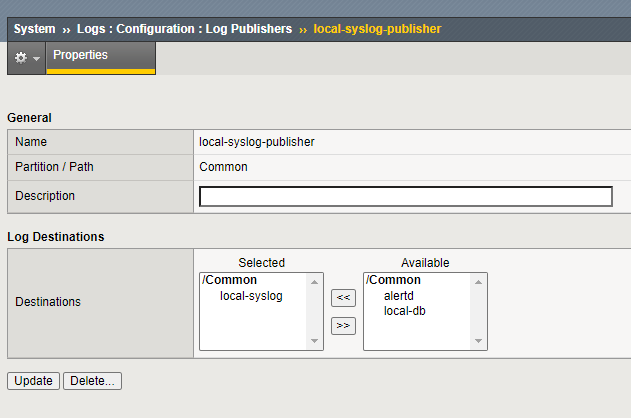 System ›› Logs : Configuration : Log Publishers ›› local-syslog-publisher
Properties
General
Name local-syslog-publisher
Partition / Path Common
Description
Log Destinations
Selected Available
/Common /Common
local-syslog << alertd
Destinations local-db
>>
Update Delete...